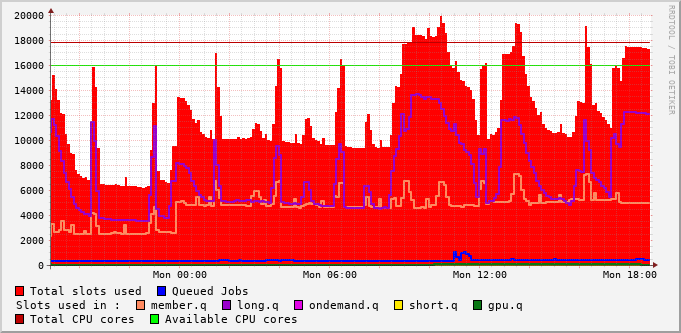 20000
18000
16000
14000
12000
10000
8000
6000
4000
2000
0
Mon 00:00 Mon 06:00 Mon 12:00 Mon 18:00
Total slots used Queued Jobs
Slots used in : member.q long.q ondemand.q short.q gpu.q
Total CPU cores Available CPU cores
RRDTOOL / TOBI OETIKER